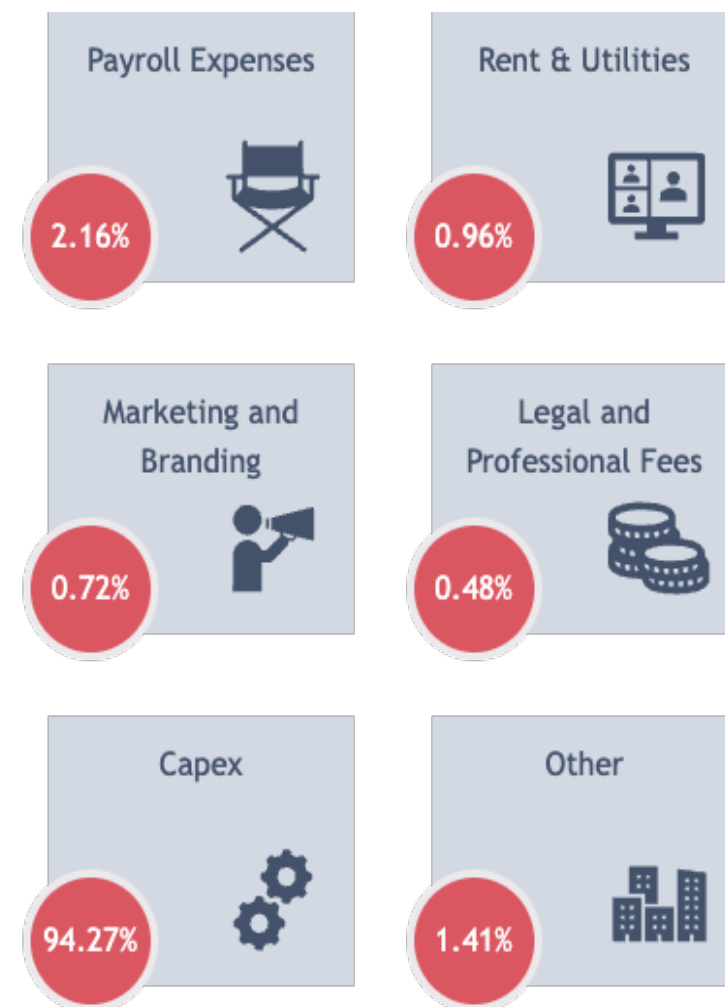 Payroll Expenses
2.16%
Rent & Utilities
0.96%
Marketing and
Branding
0.72%
Legal and
Professional Fees
0.48%
Capex
94.27%
Other
1.41%